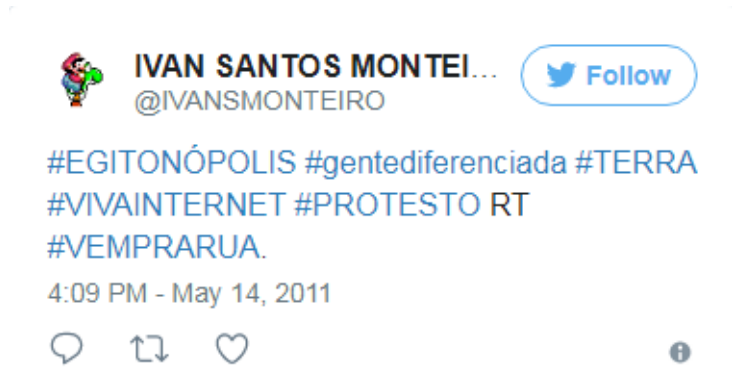 IVAN SANTOS MONTEI...
Follow
@IVANSMONTEIRO
#EGITONÓPOLIS #gentediferenciada #TERRA
#VIVAINTERNET #PROTESTO RT
#VEMPRARUA.
4:09 PM - May 14, 2011